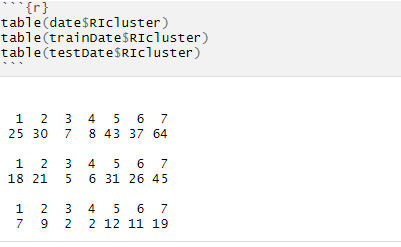 ```{r}
table(date$RIcluster)
table(trainDate$RIcluster)
table(testDate$RIcluster)
```
1 2 3 4 5 6 7
25 30 7 8 43 37 64
1 2 3 4 5 6 7
18 21 5 6 31 26 45
1 2 3 4 5 6 7
7 9 2 2 12 11 19